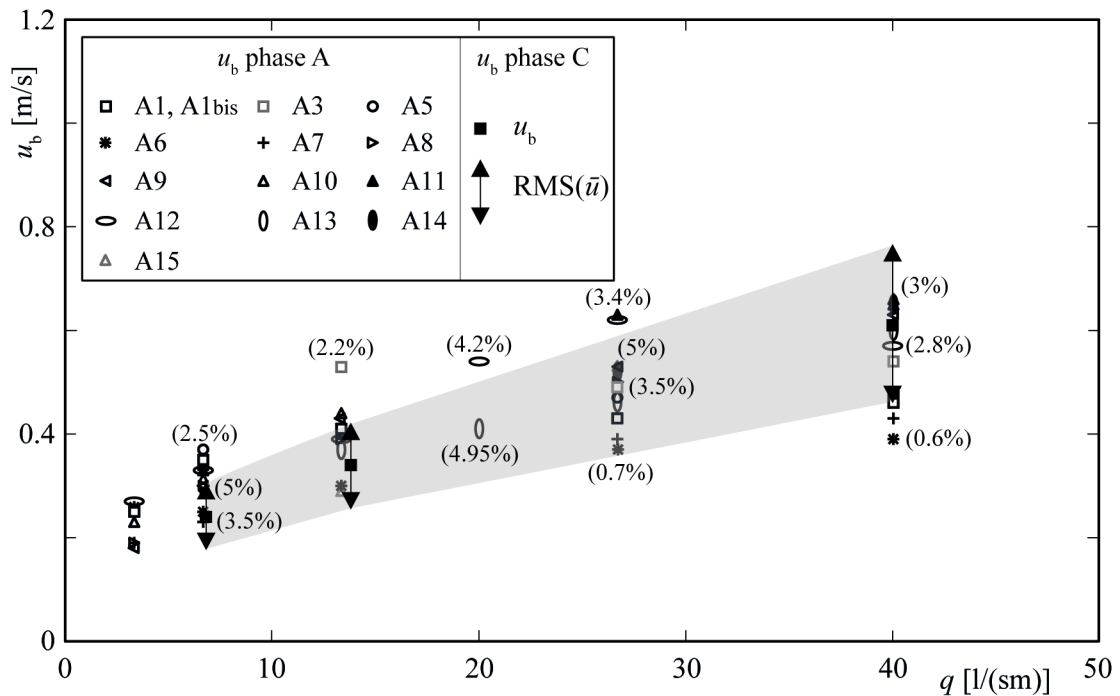 1.2
0.8
0.4
0
u_b [m/s]
u_b phase A
u_b phase C
A1, A1bis
A3
A5
A6
A7
A8
A9
A10
A11
A12
A13
A14
A15
u_b
RMS(ū)
(2.5%)
(5%)
(3.5%)
(2.2%)
(4.2%)
(4.95%)
(3.4%)
(5%)
(3.5%)
(0.7%)
(3%)
(2.8%)
(0.6%)
0
10
20
30
40
50
q [l/(sm)]